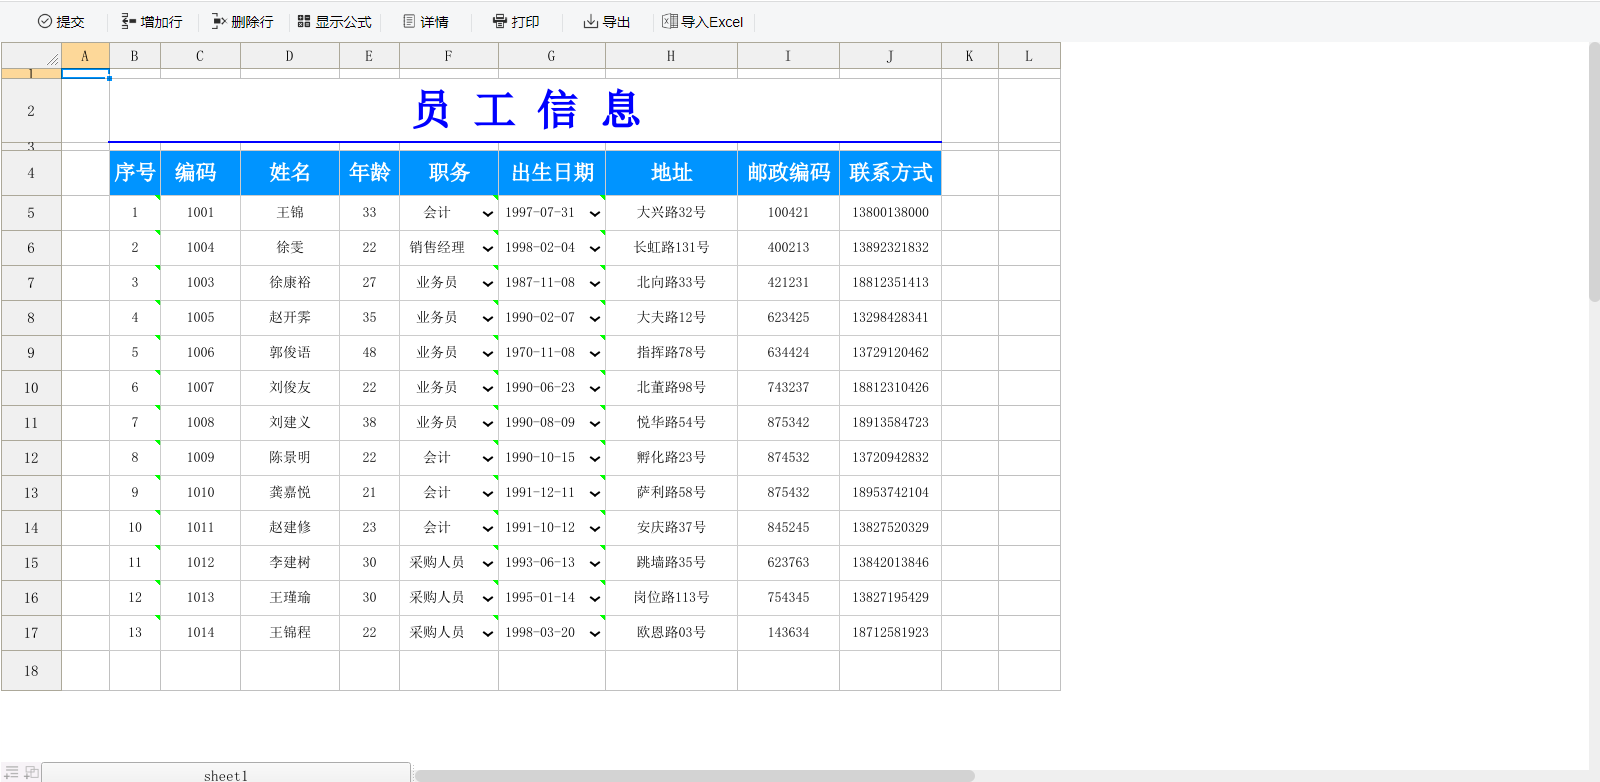 提交 增加行 删除行 显示公式 详情 打印 导出 导入Excel
A B C D E F G H I J K L
1
2 员 工 信 息
3
4 序号 编码 姓名 年龄 职务 出生日期 地址 邮政编码 联系方式
5 1 1001 王锦 33 会计 1997-07-31 大兴路32号 100421 13800138000
6 2 1004 徐雯 22 销售经理 1998-02-04 长虹路131号 400213 13892321832
7 3 1003 徐康裕 27 业务员 1987-11-08 北向路33号 421231 18812351413
8 4 1005 赵开霁 35 业务员 1990-02-07 大夫路12号 623425 13298428341
9 5 1006 郭俊语 48 业务员 1970-11-08 指挥路78号 634424 13729120462
10 6 1007 刘俊友 22 业务员 1990-06-23 北董路98号 743237 18812310426
11 7 1008 刘建义 38 业务员 1990-08-09 悦华路54号 875342 18913584723
12 8 1009 陈景明 22 会计 1990-10-15 孵化路23号 874532 13720942832
13 9 1010 龚嘉悦 21 会计 1991-12-11 萨利路58号 875432 18953742104
14 10 1011 赵建修 23 会计 1991-10-12 安庆路37号 845245 13827520329
15 11 1012 李建树 30 采购人员 1993-06-13 跳墙路35号 623763 13842013846
16 12 1013 王瑾瑜 30 采购人员 1995-01-14 岗位路113号 754345 13827195429
17 13 1014 王锦程 22 采购人员 1998-03-20 欧恩路03号 143634 18712581923
18
sheet1